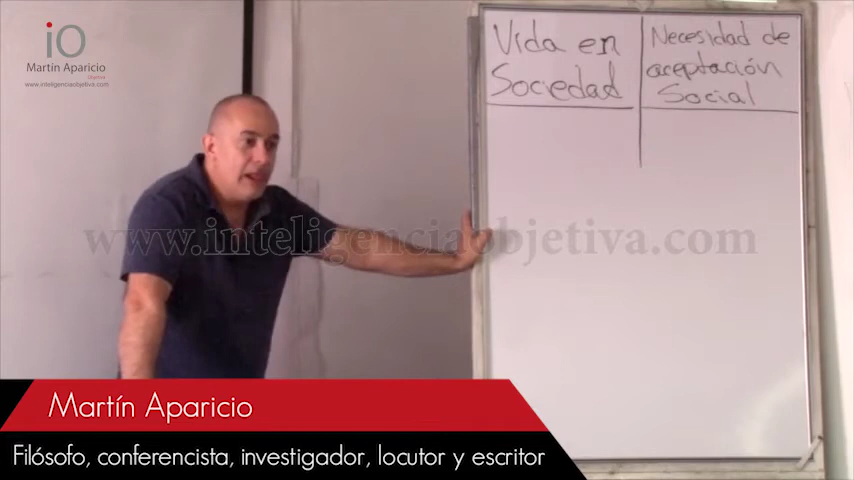 iO
Martín Aparicio
Objetiva
www.inteligenciaobjetiva.com
Vida en
Sociedad
Necesidad de
aceptación
Social
www.inteligenciaobjetiva.com
Martín Aparicio
Filósofo, conferencista, investigador, locutor y escritor